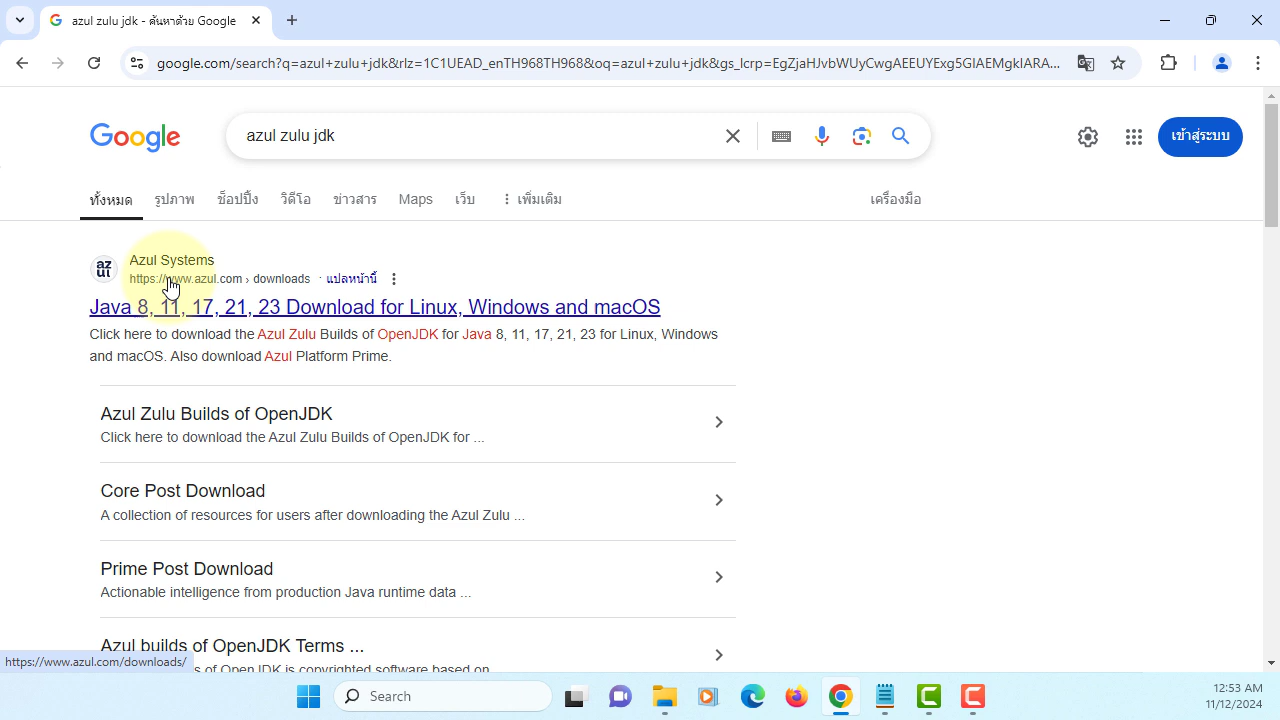 azul zulu jdk - ค้นหาด้วย Google
google.com/search?q=azul+zulu+jdk&rlz=1C1UEAD_enTH968TH968&oq=azul+zulu+jdk&gs_lcrp=EgZjaHJvbWUyCwgAEEUYExg5GIAEMgkIARA...
Google
azul zulu jdk
เข้าสู่ระบบ
ทั้งหมด รูปภาพ ช็อปปิ้ง วิดีโอ ข่าวสาร Maps เว็บ เพิ่มเติม เครื่องมือ
Azul Systems
https://www.azul.com › downloads · แปลหน้านี้
Java 8, 11, 17, 21, 23 Download for Linux, Windows and macOS
Click here to download the Azul Zulu Builds of OpenJDK for Java 8, 11, 17, 21, 23 for Linux, Windows
and macOS. Also download Azul Platform Prime.
Azul Zulu Builds of OpenJDK
Click here to download the Azul Zulu Builds of OpenJDK for ...
Core Post Download
A collection of resources for users after downloading the Azul Zulu ...
Prime Post Download
Actionable intelligence from production Java runtime data ...
Azul builds of OpenJDK Terms ...
s of OpenJDK is copyrighted software based on
https://www.azul.com/downloads/
Search
12:53 AM
11/12/2024